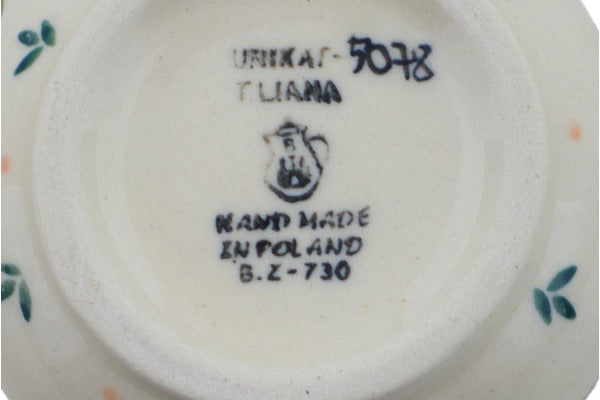 UNIKAT-5078
T.LIANA
HAND MADE
IN POLAND
B.Z-730